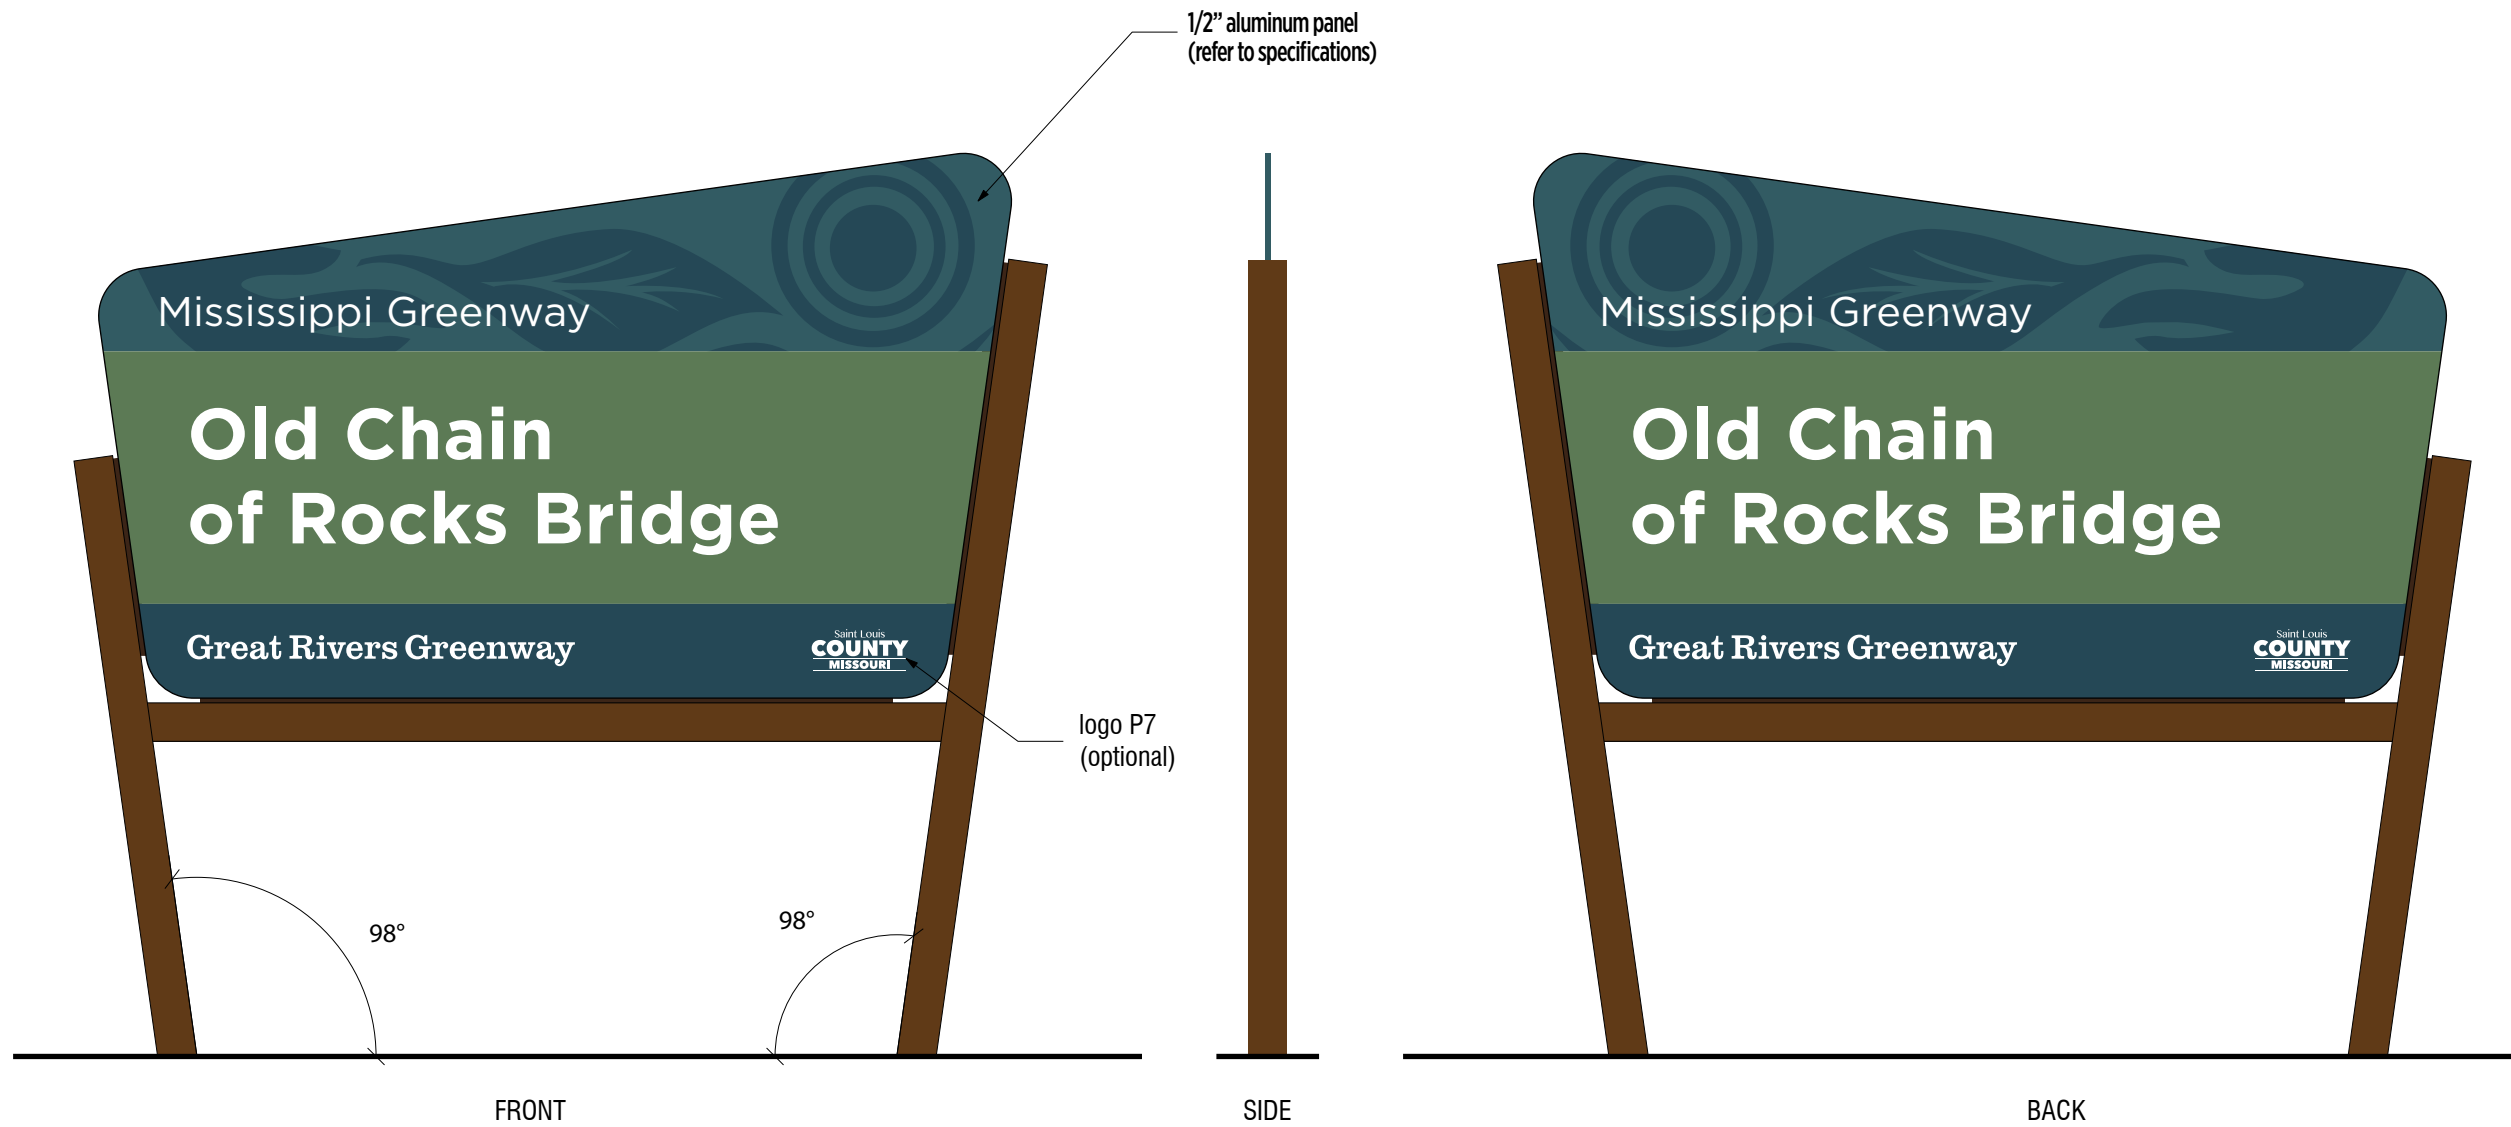 1/2” aluminum panel
(refer to specifications)
Mississippi Greenway
Old Chain
of Rocks Bridge
Great Rivers Greenway
Saint Louis
COUNTY
MISSOURI
logo P7
(optional)
98°
98°
FRONT
SIDE
Mississippi Greenway
Old Chain
of Rocks Bridge
Great Rivers Greenway
Saint Louis
COUNTY
MISSOURI
BACK